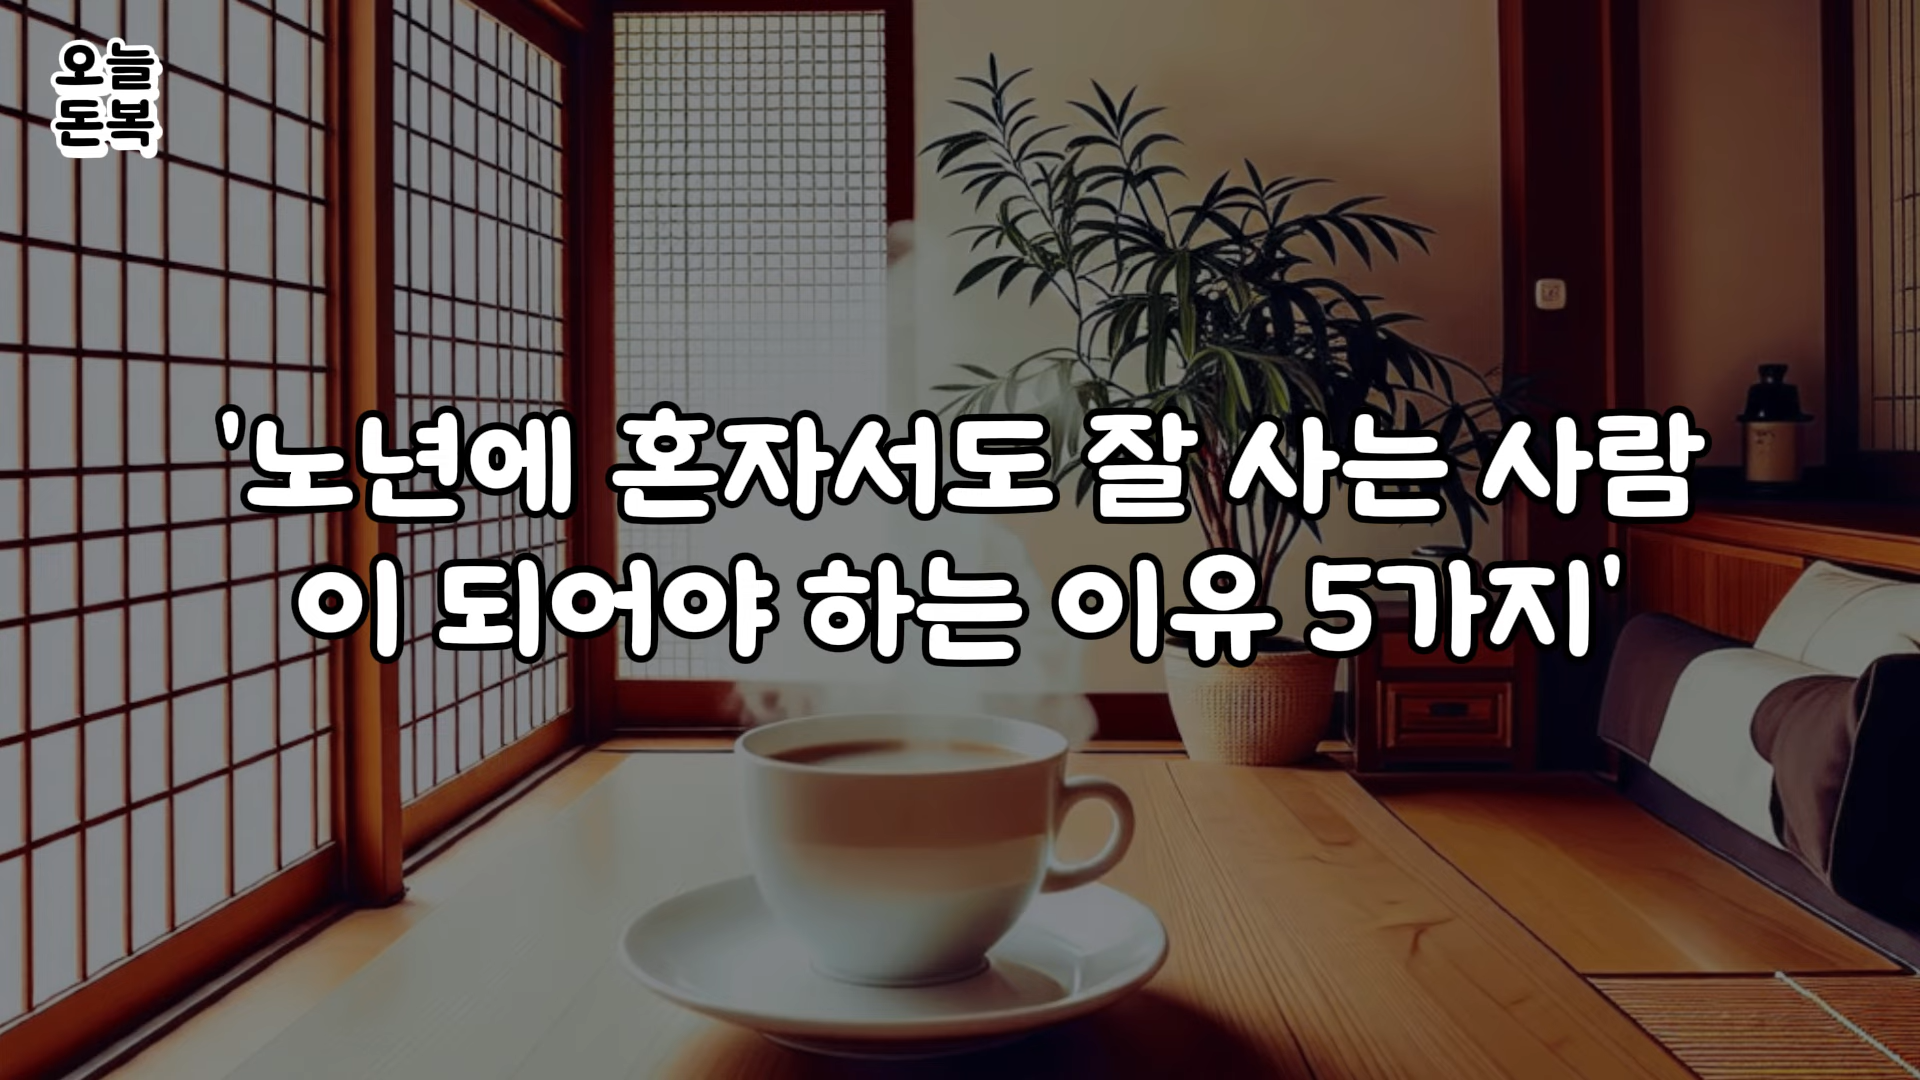 오늘
돈복
'노년에 혼자서도 잘 사는 사람
이 되어야 하는 이유 5가지'